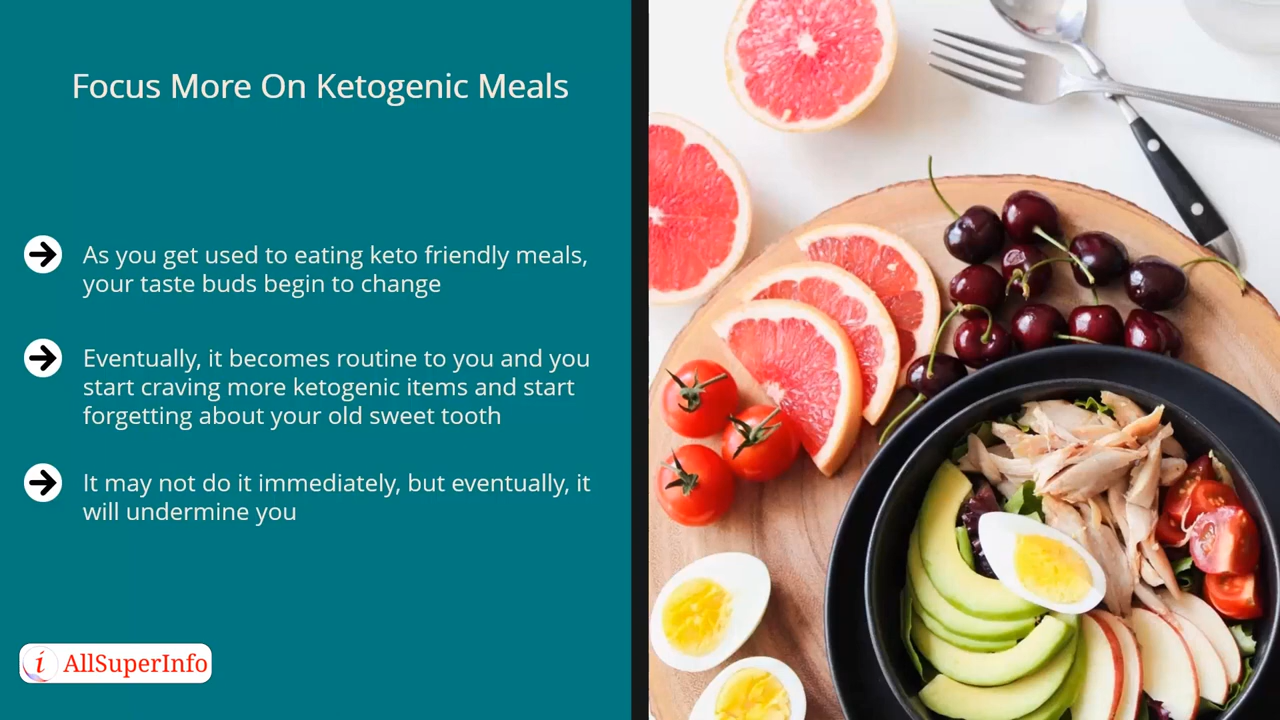 Focus More On Ketogenic Meals
As you get used to eating keto friendly meals,
your taste buds begin to change
Eventually, it becomes routine to you and you
start craving more ketogenic items and start
forgetting about your old sweet tooth
It may not do it immediately, but eventually, it
will undermine you
i AllSuperInfo